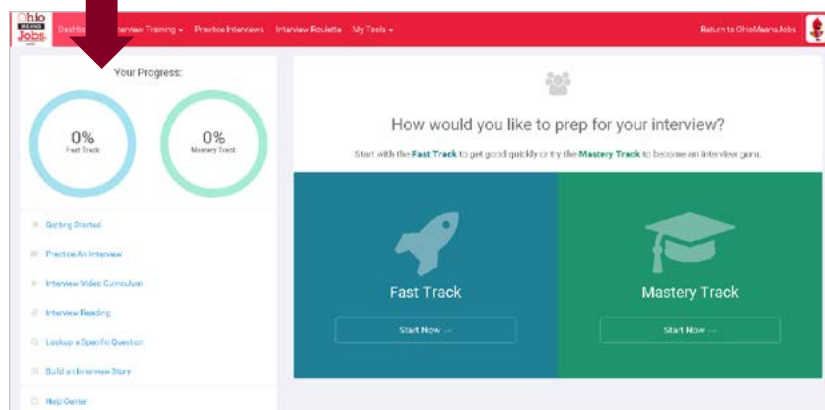 Ohio
MEANS
Jobs.
Interview Training
Practice Interviews
Interview Roulette
My Tools
Return to OhioMeansJobs
Your Progress:
0%
Fast Track
0%
Mastery Track
Getting Started
Practice An Interview
Interview Video Curriculum
Interview Reading
Lookup a Specific Question
Build an Interview Story
Help Center
How would you like to prep for your interview?
Start with the Fast Track to get good quickly or try the Mastery Track to become an interview guru.
Fast Track
Start Now
Mastery Track
Start Now